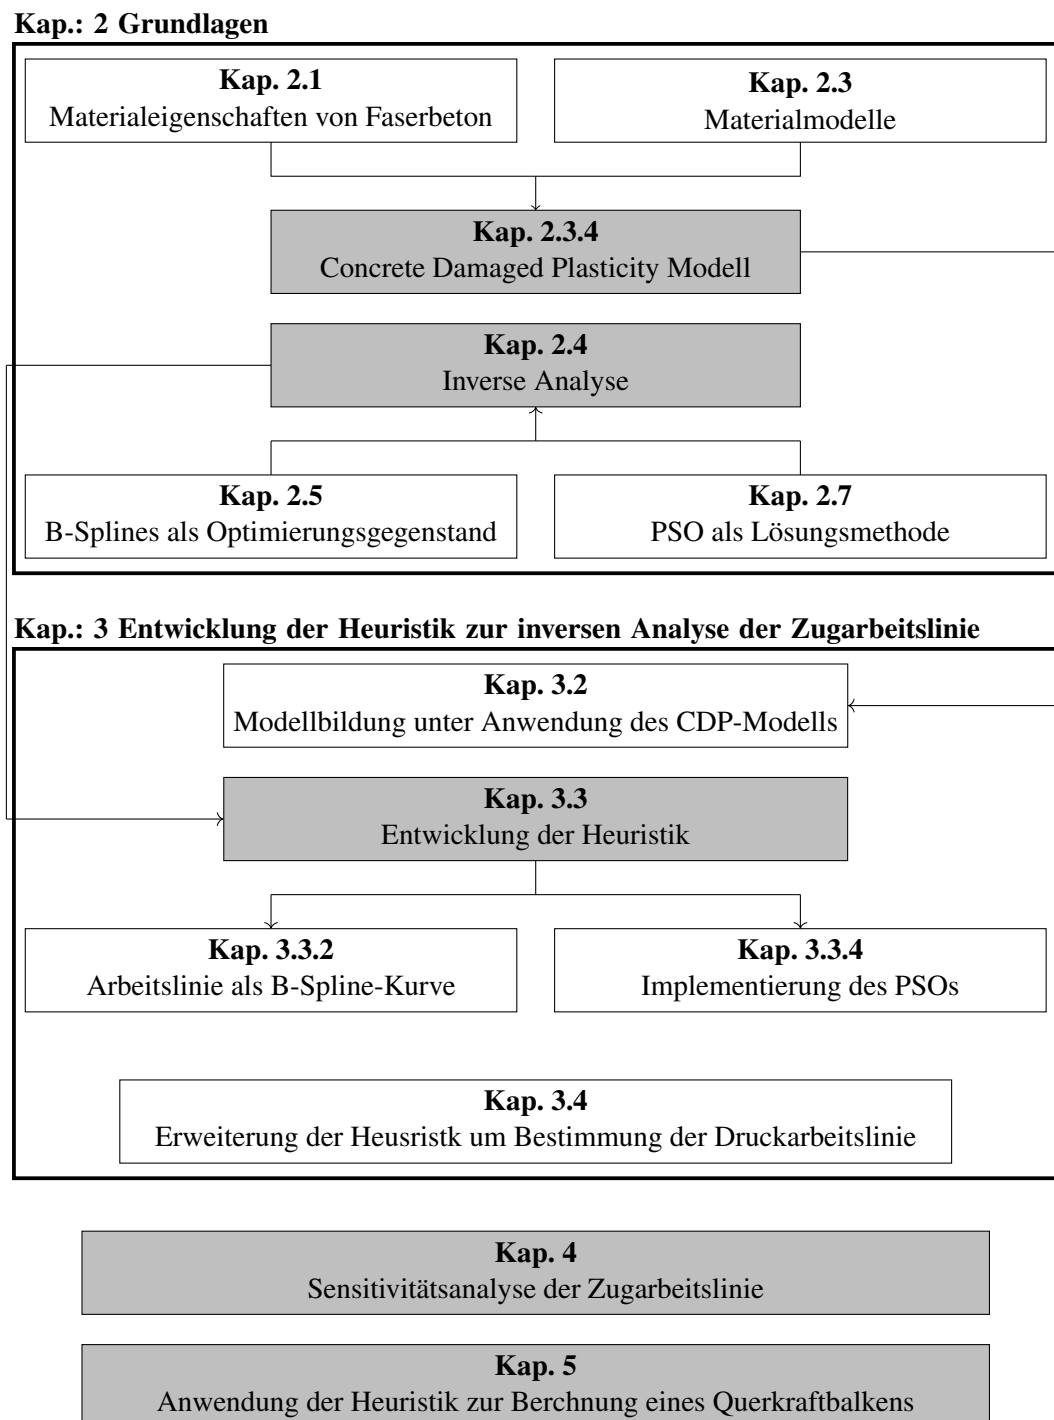 Kap.: 2 Grundlagen
Kap. 2.1
Materialeigenschaften von Faserbeton
Kap. 2.3
Materialmodelle
Kap. 2.3.4
Concrete Damaged Plasticity Modell
Kap. 2.4
Inverse Analyse
Kap. 2.5
B-Splines als Optimierungsgegenstand
Kap. 2.7
PSO als Lösungsmethode
Kap.: 3 Entwicklung der Heuristik zur inversen Analyse der Zugarbeitslinie
Kap. 3.2
Modellbildung unter Anwendung des CDP-Modells
Kap. 3.3
Entwicklung der Heuristik
Kap. 3.3.2
Arbeitslinie als B-Spline-Kurve
Kap. 3.3.4
Implementierung des PSOs
Kap. 3.4
Erweiterung der Heusristk um Bestimmung der Druckarbeitslinie
Kap. 4
Sensitivitätsanalyse der Zugarbeitslinie
Kap. 5
Anwendung der Heuristik zur Berchnung eines Querkraftbalkens